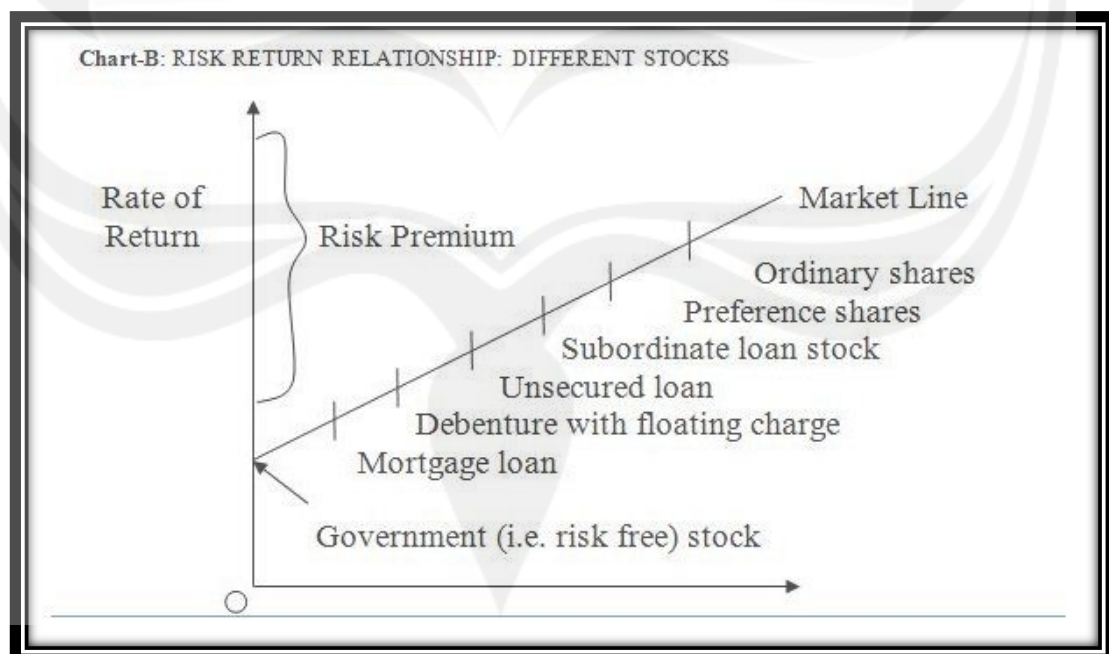 Chart-B: RISK RETURN RELATIONSHIP: DIFFERENT STOCKS
Rate of
Return
Risk Premium
Market Line
Ordinary shares
Preference shares
Subordinate loan stock
Unsecured loan
Debenture with floating charge
Mortgage loan
Government (i.e. risk free) stock
O